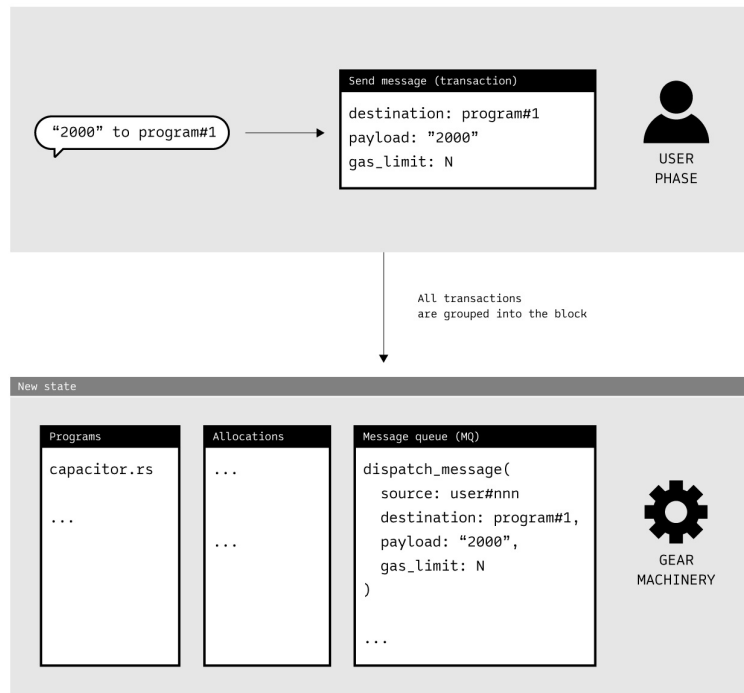 “2000” to program#1
Send message (transaction)
destination: program#1
payload: ”2000”
gas_limit: N
USER
PHASE
All transactions
are grouped into the block
New state
Programs
capacitor.rs
...
Allocations
...
...
Message queue (MQ)
dispatch_message(
source: user#nnn
destination: program#1,
payload: “2000”,
gas_limit: N
)
...
GEAR
MACHINERY